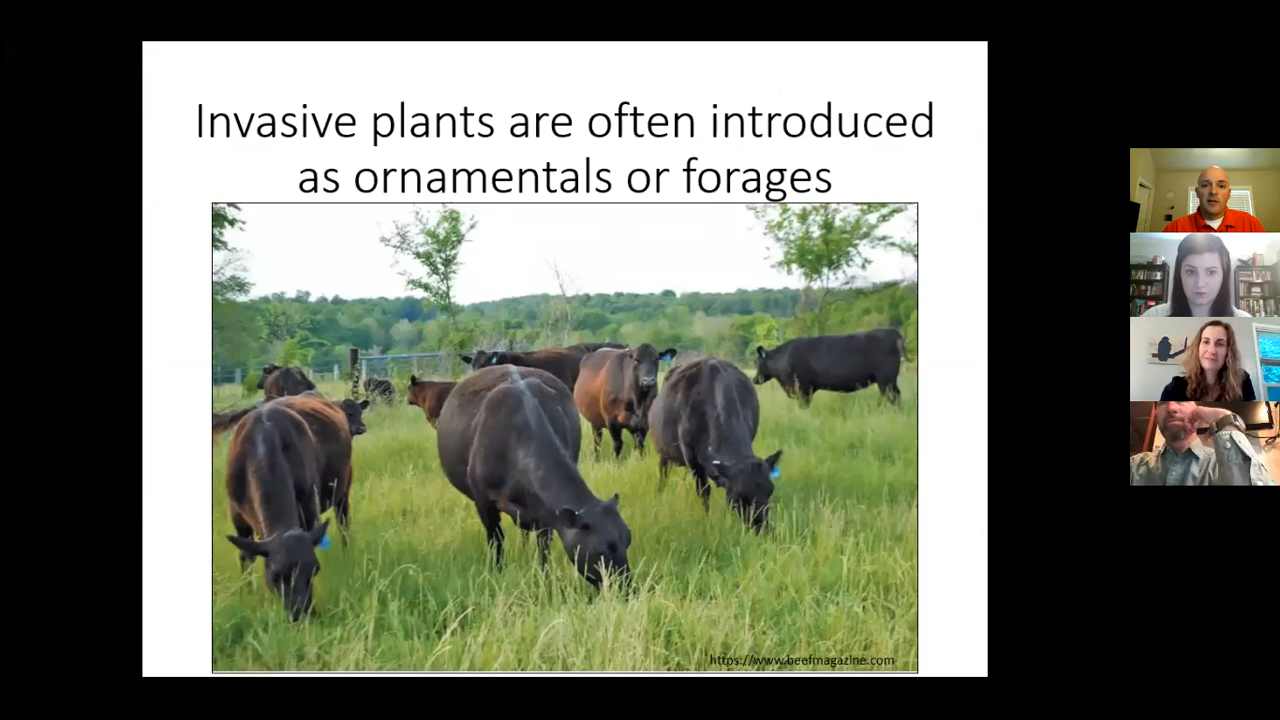 Invasive plants are often introduced
as ornamentals or forages
https://www.beefmagazine.com